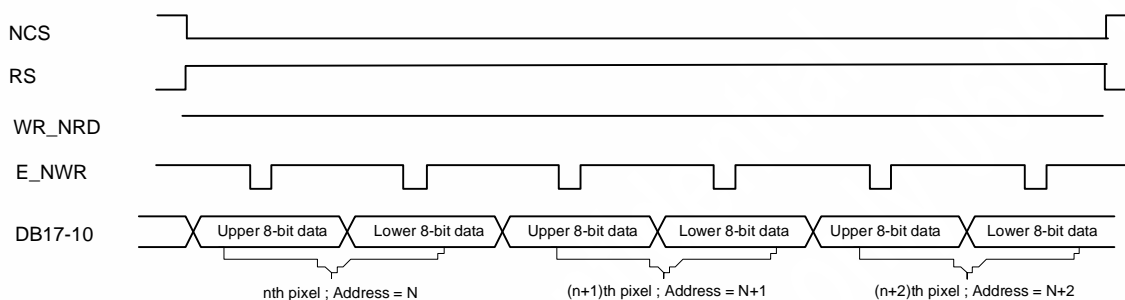 NCS
RS
WR_NRD
E_NWR
DB17-10
Upper 8-bit data Lower 8-bit data Upper 8-bit data Lower 8-bit data Upper 8-bit data Lower 8-bit data
nth pixel ; Address = N (n+1)th pixel ; Address = N+1 (n+2)th pixel ; Address = N+2